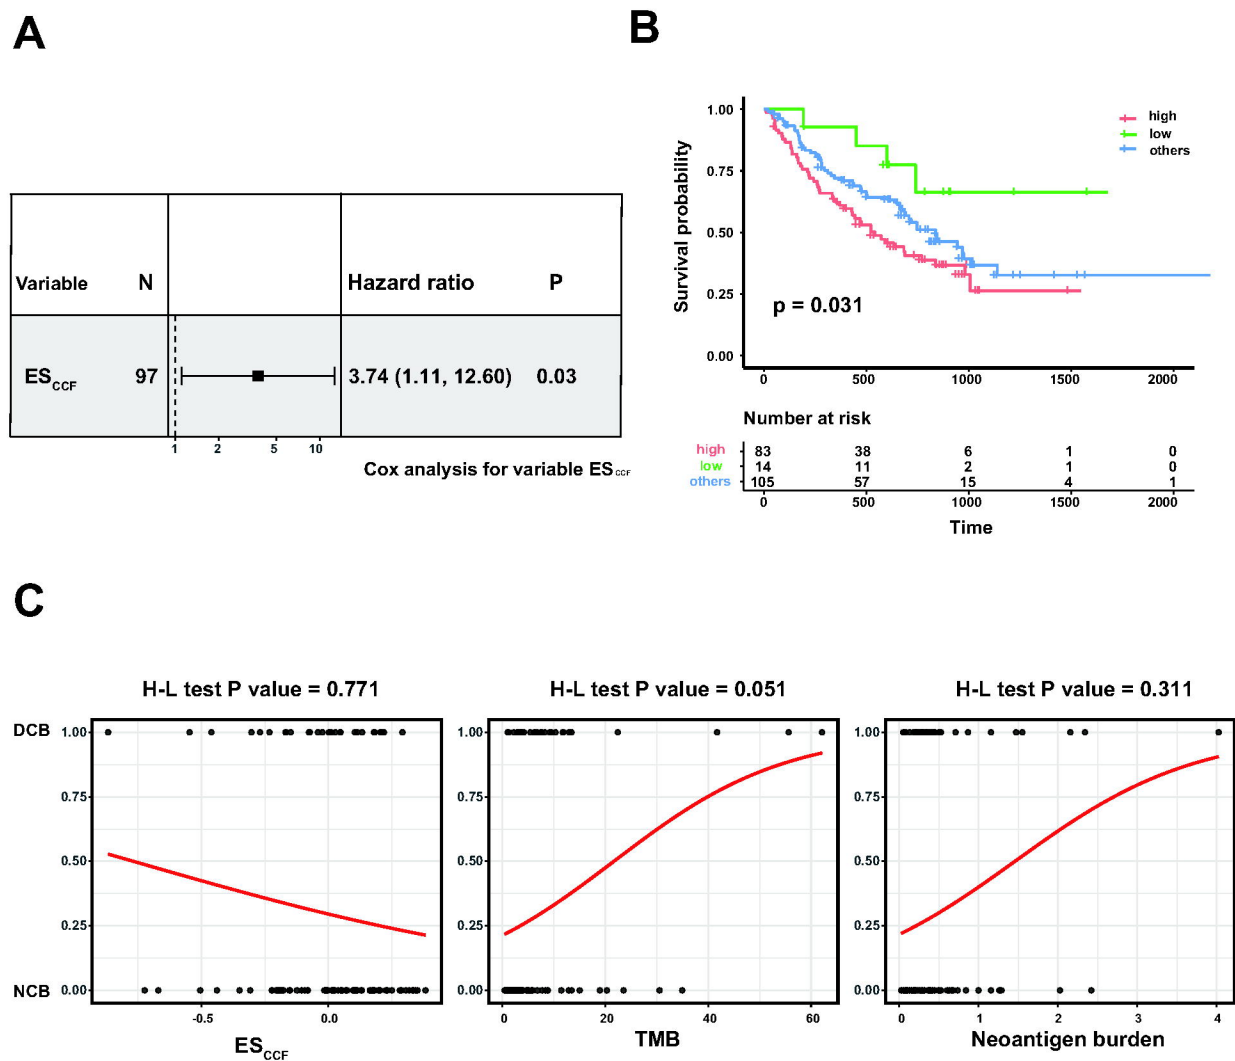 A
Variable N Hazard ratio P
ES_CCF 97 3.74 (1.11, 12.60) 0.03
1 2 5 10
Cox analysis for variable ES_CCF
B
Survival probability
1.00
0.75
0.50
0.25
0.00
high
low
others
p = 0.031
0 500 1000 1500 2000
Number at risk
high 83 38 6 1 0
low 14 11 2 1 0
others 105 57 15 4 1
0 500 1000 1500 2000
Time
C
H-L test P value = 0.771
DCB 1.00
0.75
0.50
0.25
NCB 0.00
-0.5 0.0
ES_CCF
H-L test P value = 0.051
1.00
0.75
0.50
0.25
0.00
0 20 40 60
TMB
H-L test P value = 0.311
1.00
0.75
0.50
0.25
0.00
0 1 2 3 4
Neoantigen burden